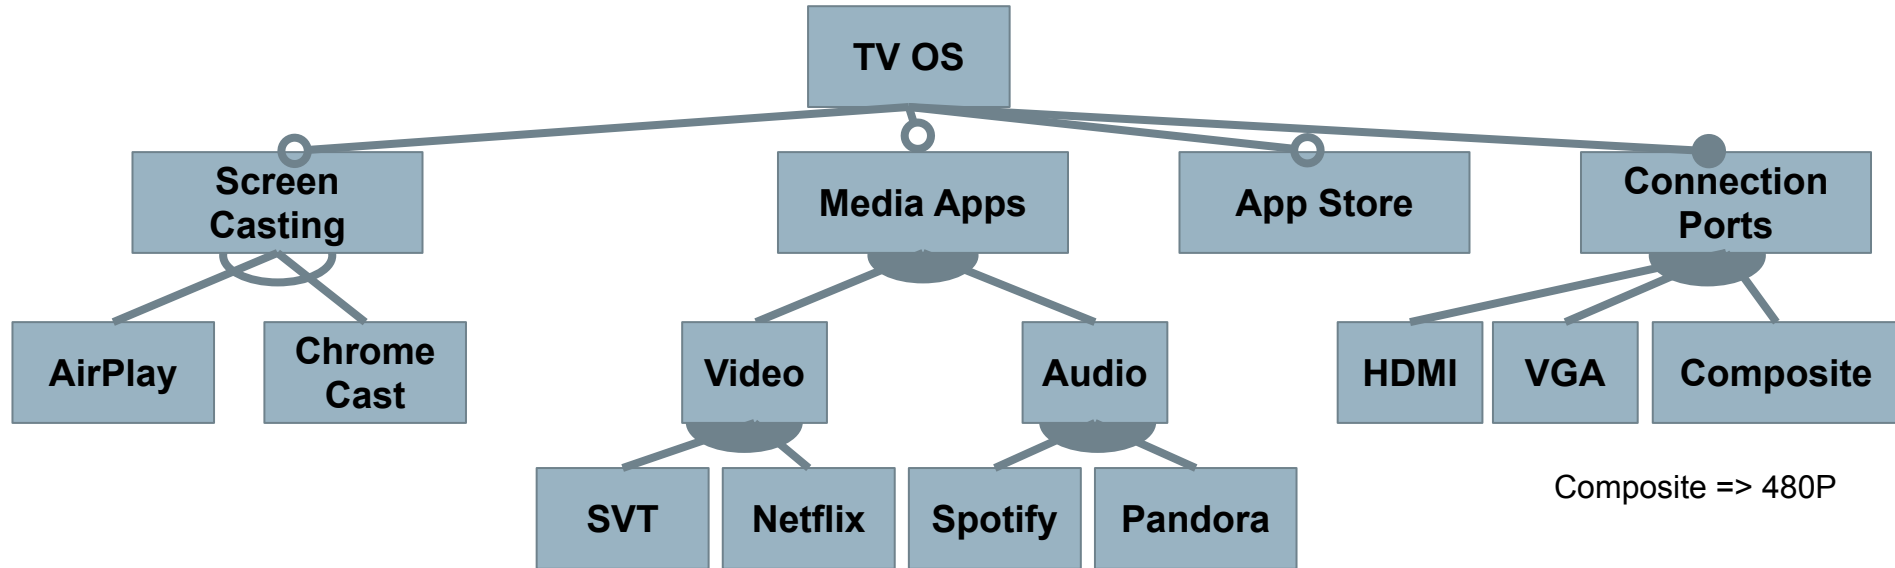 TV OS
Screen
Casting
Media Apps
App Store
Connection
Ports
AirPlay
Chrome
Cast
Video
Audio
HDMI
VGA
Composite
SVT
Netflix
Spotify
Pandora
Composite => 480P